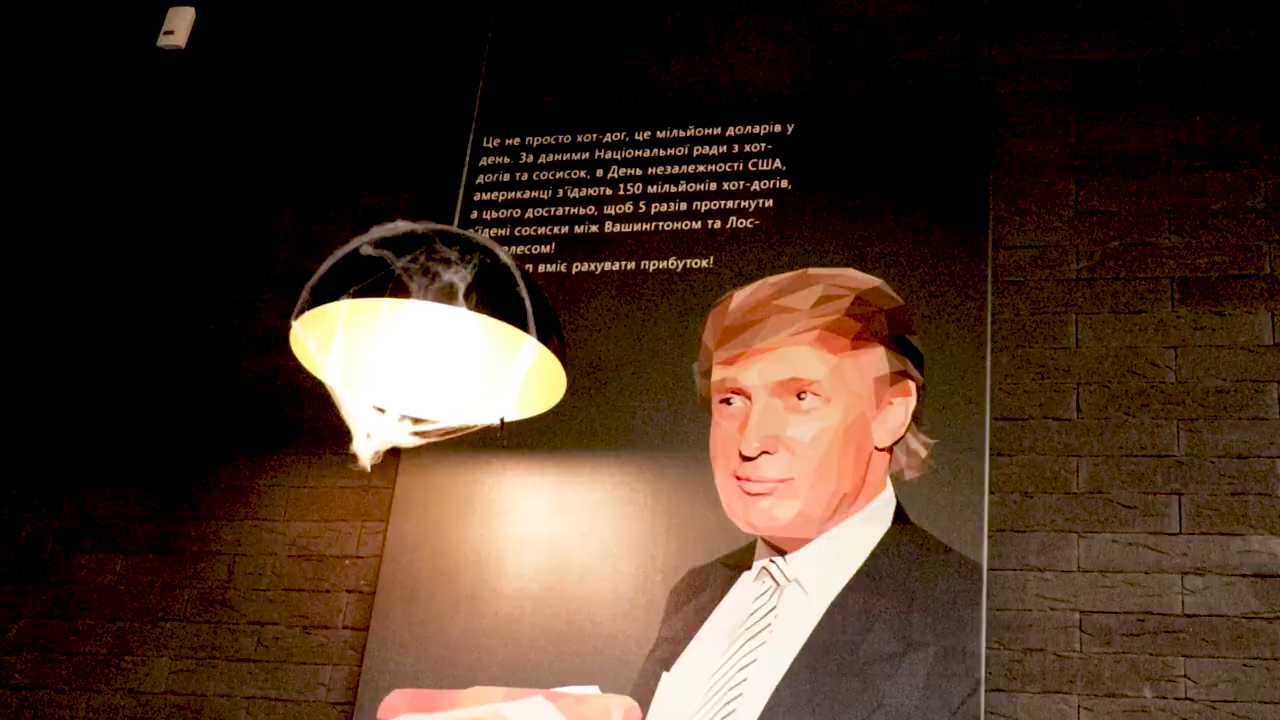 Це не просто хот-дог, це мільйони доларів у
день. За даними Національної ради з хот-
догів та сосисок, в День незалежності США,
американці з'їдають 150 мільйонів хот-догів,
а цього достатньо, щоб 5 разів протягнути
сосиски між Вашингтоном та Лос-
вміє рахувати прибуток!